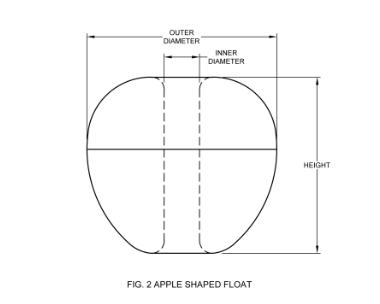 OUTER
DIAMETER
INNER
DIAMETER
HEIGHT
FIG. 2 APPLE SHAPED FLOAT